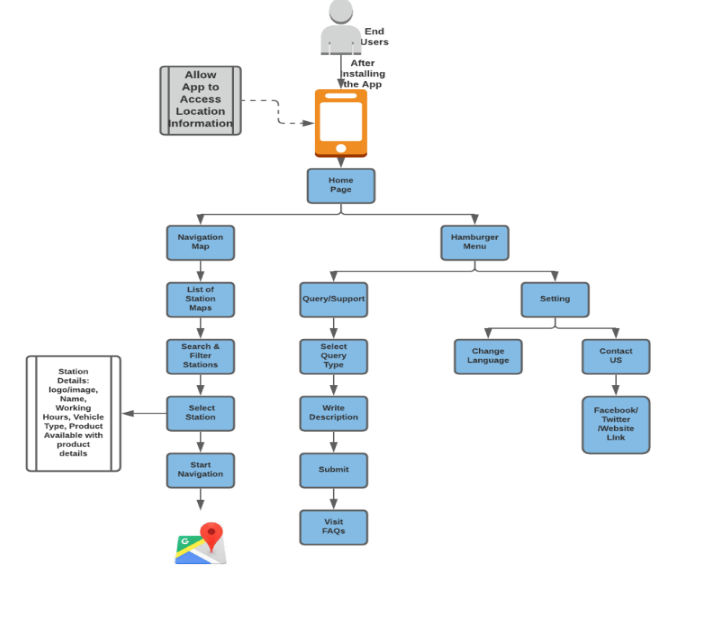 End
Users
After
Installing
the App
Allow
App to
Access
Location
Information
Home
Page
Navigation
Map
Hamburger
Menu
List of
Station
Maps
Query/Support
Setting
Search &
Filter
Stations
Select
Query
Type
Change
Language
Contact
US
Station
Details:
logo/image,
Name,
Working
Hours, Vehicle
Type, Product
Available with
product
details
Select
Station
Write
Description
Facebook/
Twitter
/Website
LInk
Start
Navigation
Submit
Visit
FAQs
G